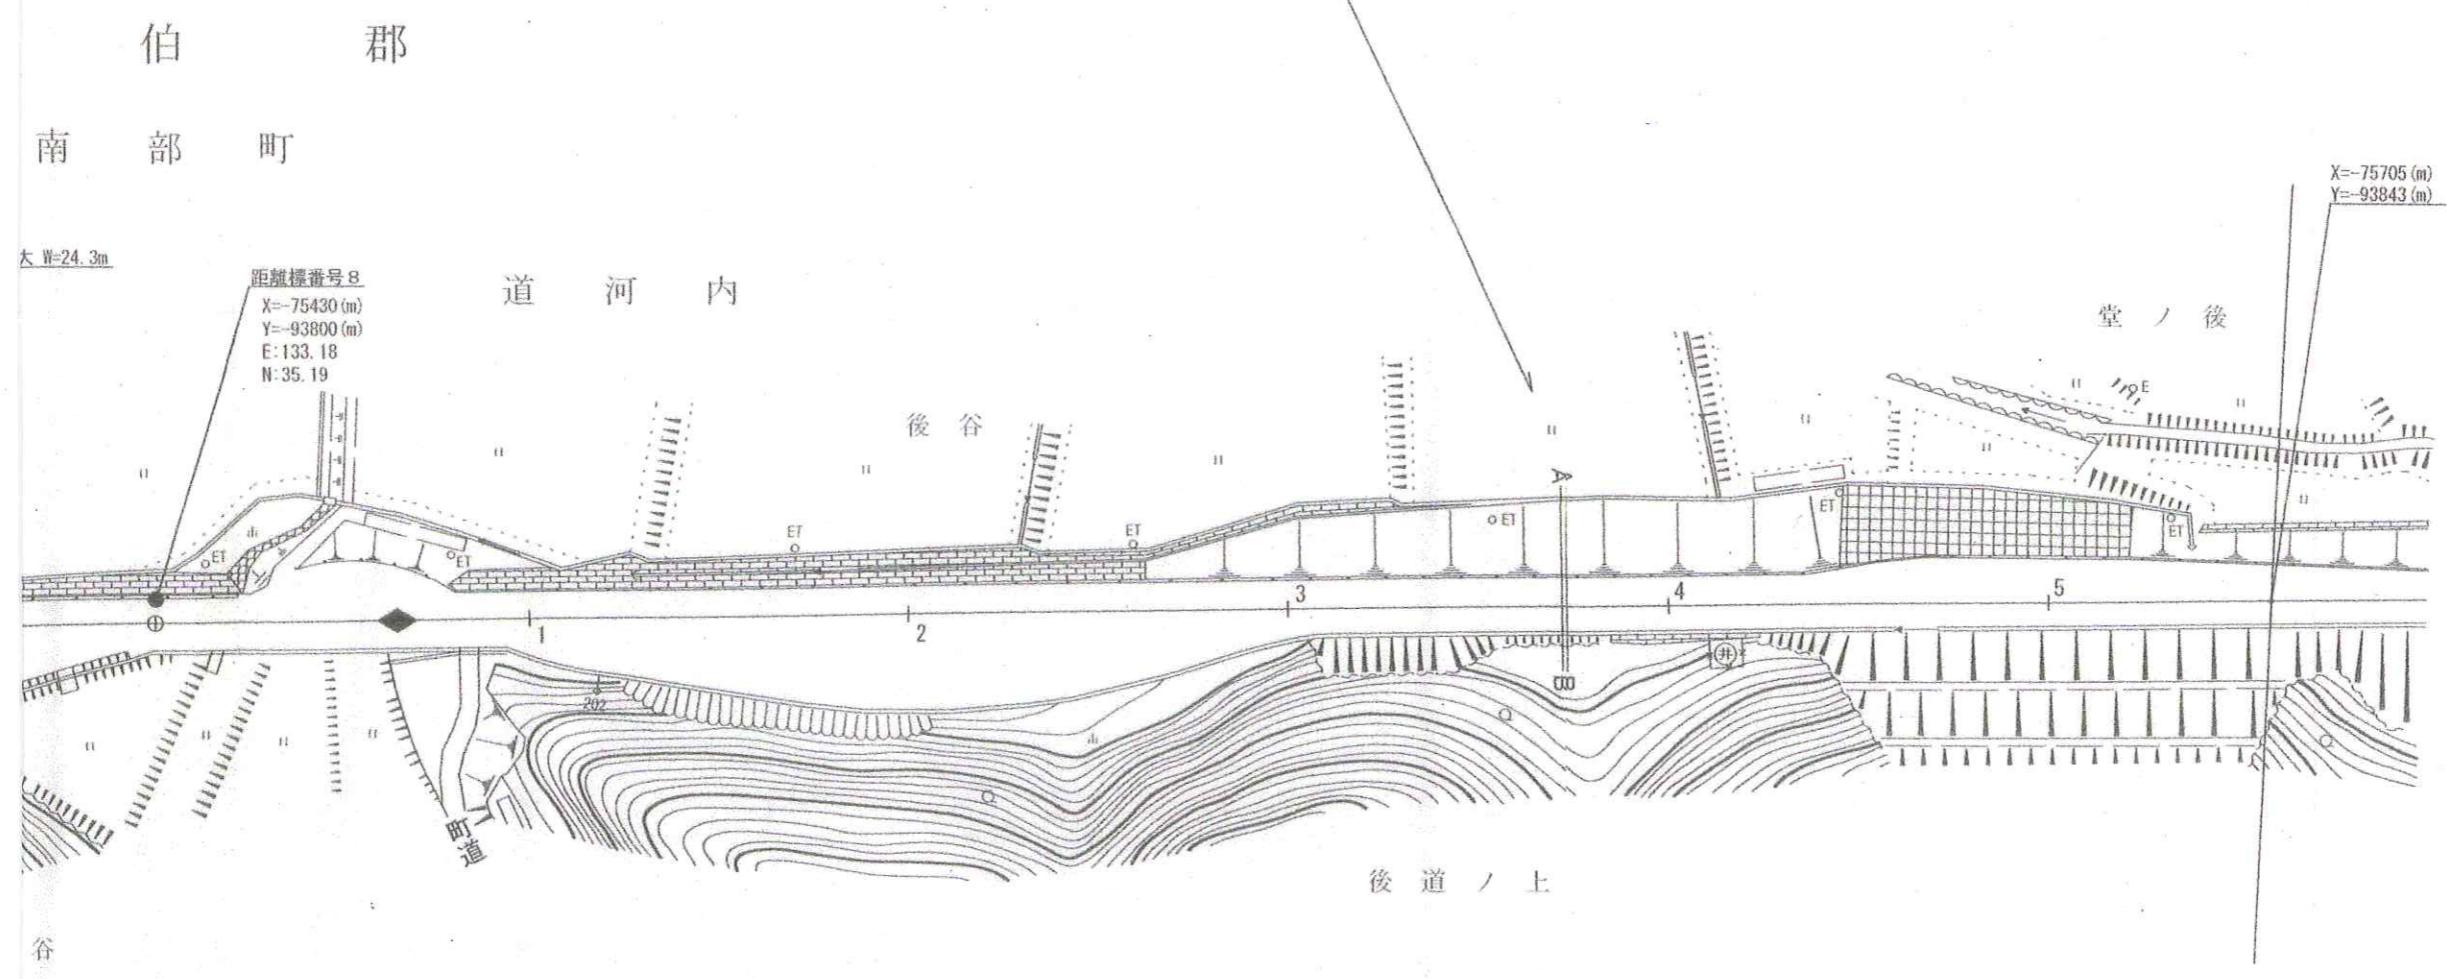 伯 郡
南 部 町
X=-75705(m)
Y=-93843(m)
大 W=24.3m
距離標番号8
X=-75430(m)
Y=-93800(m)
E:133.18
N:35.19
道 河 内
堂 ノ 後
後 谷
E
A
ET
ET
ET
ET
ET
ET
ET
1
2
3
4
5
井
B
202
町道
後 道 ノ 上
谷